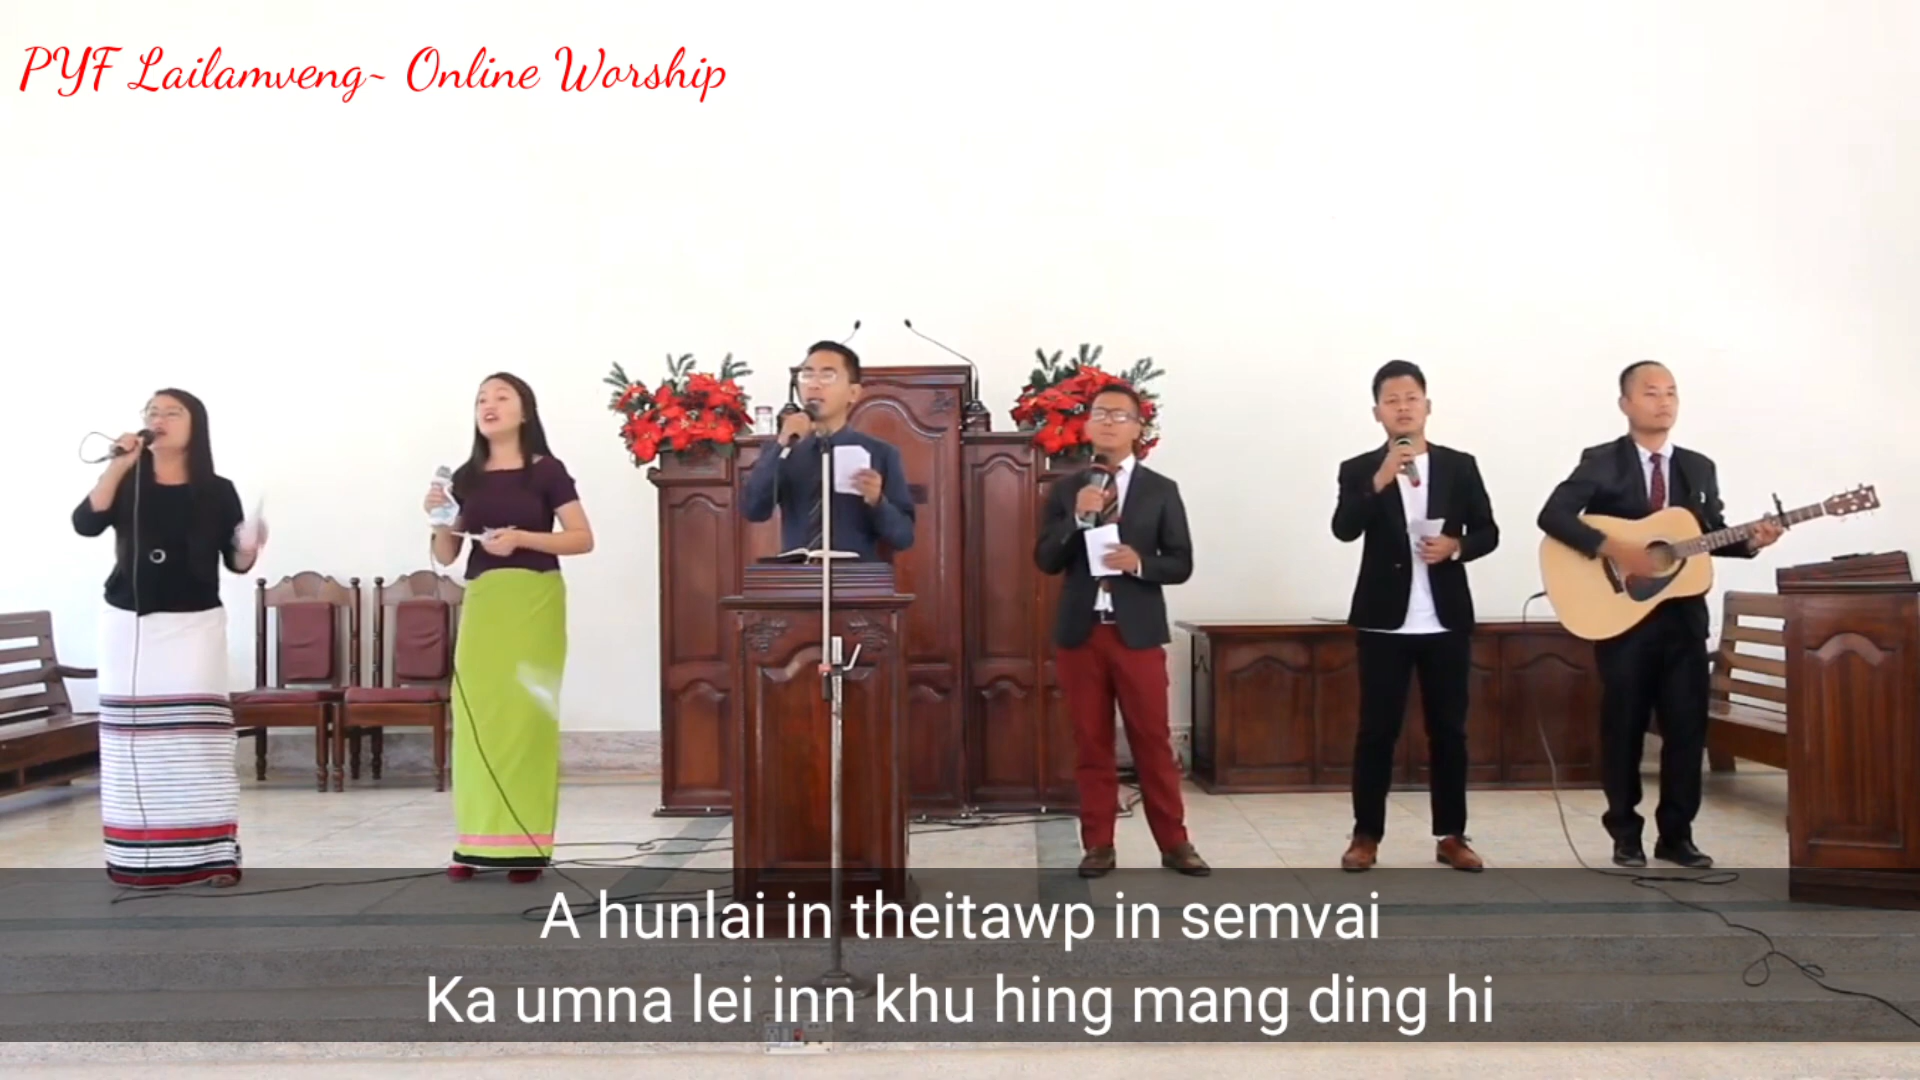 PYF Lailamveng~ Online Worship
A hunlai in theitawp in semvai
Ka umna lei inn khu hing mang ding hi